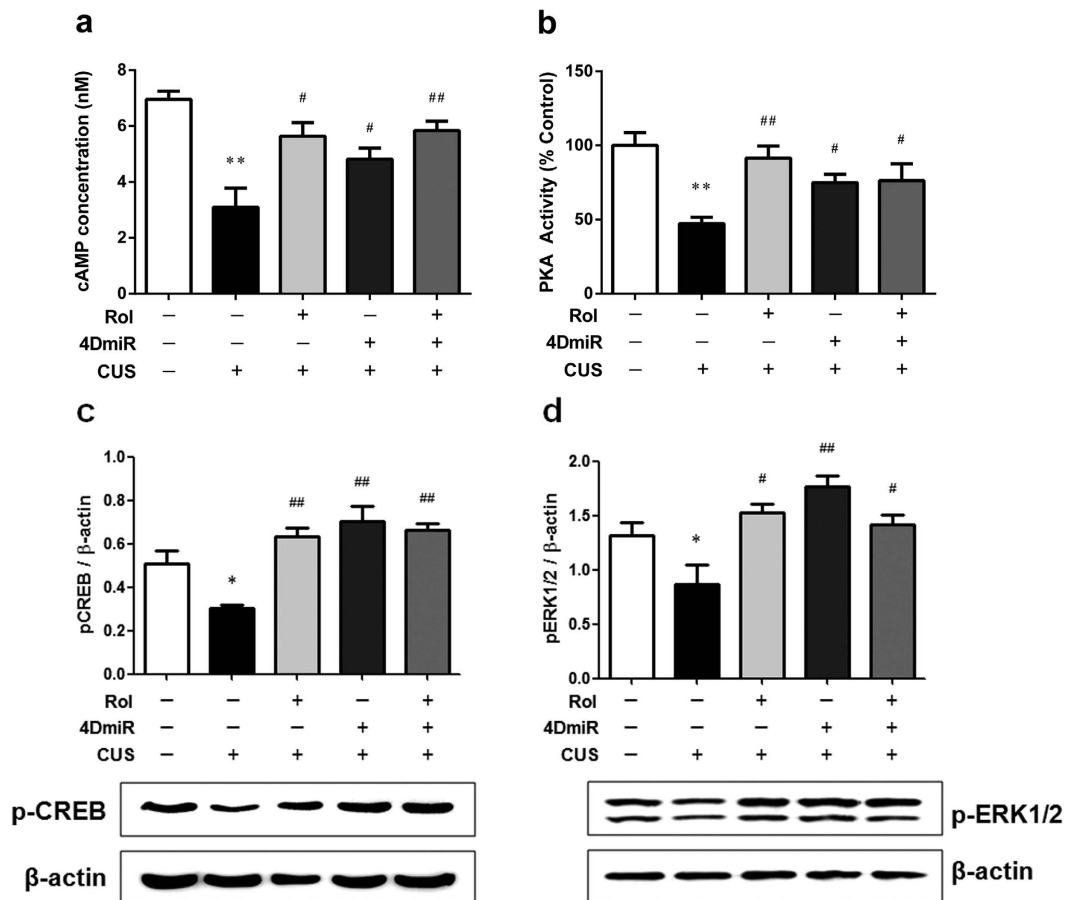 a
cAMP concentration (nM)
8
6
4
2
0
**
#
#
##
Rol − − + − +
4DmiR − − − + +
CUS − + + + +
b
PKA Activity (% Control)
150
100
50
0
**
##
#
#
Rol − − + − +
4DmiR − − − + +
CUS − + + + +
c
pCREB / β-actin
1.0
0.8
0.6
0.4
0.2
0.0
*
##
##
##
Rol − − + − +
4DmiR − − − + +
CUS − + + + +
p-CREB
β-actin
d
pERK1/2 / β-actin
2.0
1.5
1.0
0.5
0.0
*
#
##
#
Rol − − + − +
4DmiR − − − + +
CUS − + + + +
p-ERK1/2
β-actin